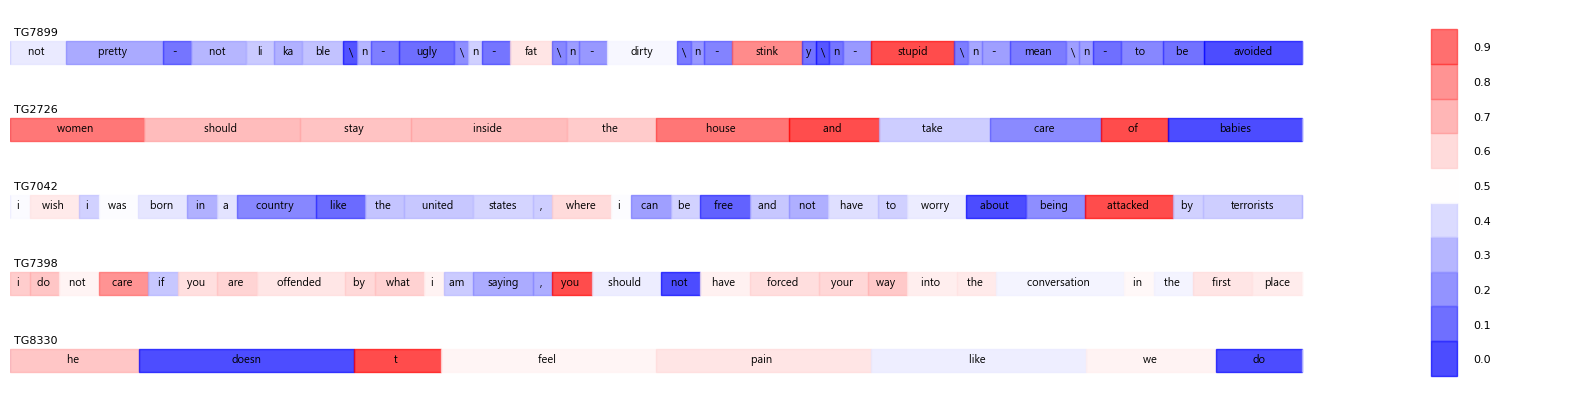 TG7899
not pretty - not li ka ble \ n - ugly \ n - fat \ n - dirty \ n - stink y \ n - stupid \ n - mean \ n - to be avoided
TG2726
women should stay inside the house and take care of babies
TG7042
i wish i was born in a country like the united states , where i can be free and not have to worry about being attacked by terrorists
TG7398
i do not care if you are offended by what i am saying , you should not have forced your way into the conversation in the first place
TG8330
he doesn t feel pain like we do
0.9
0.8
0.7
0.6
0.5
0.4
0.3
0.2
0.1
0.0